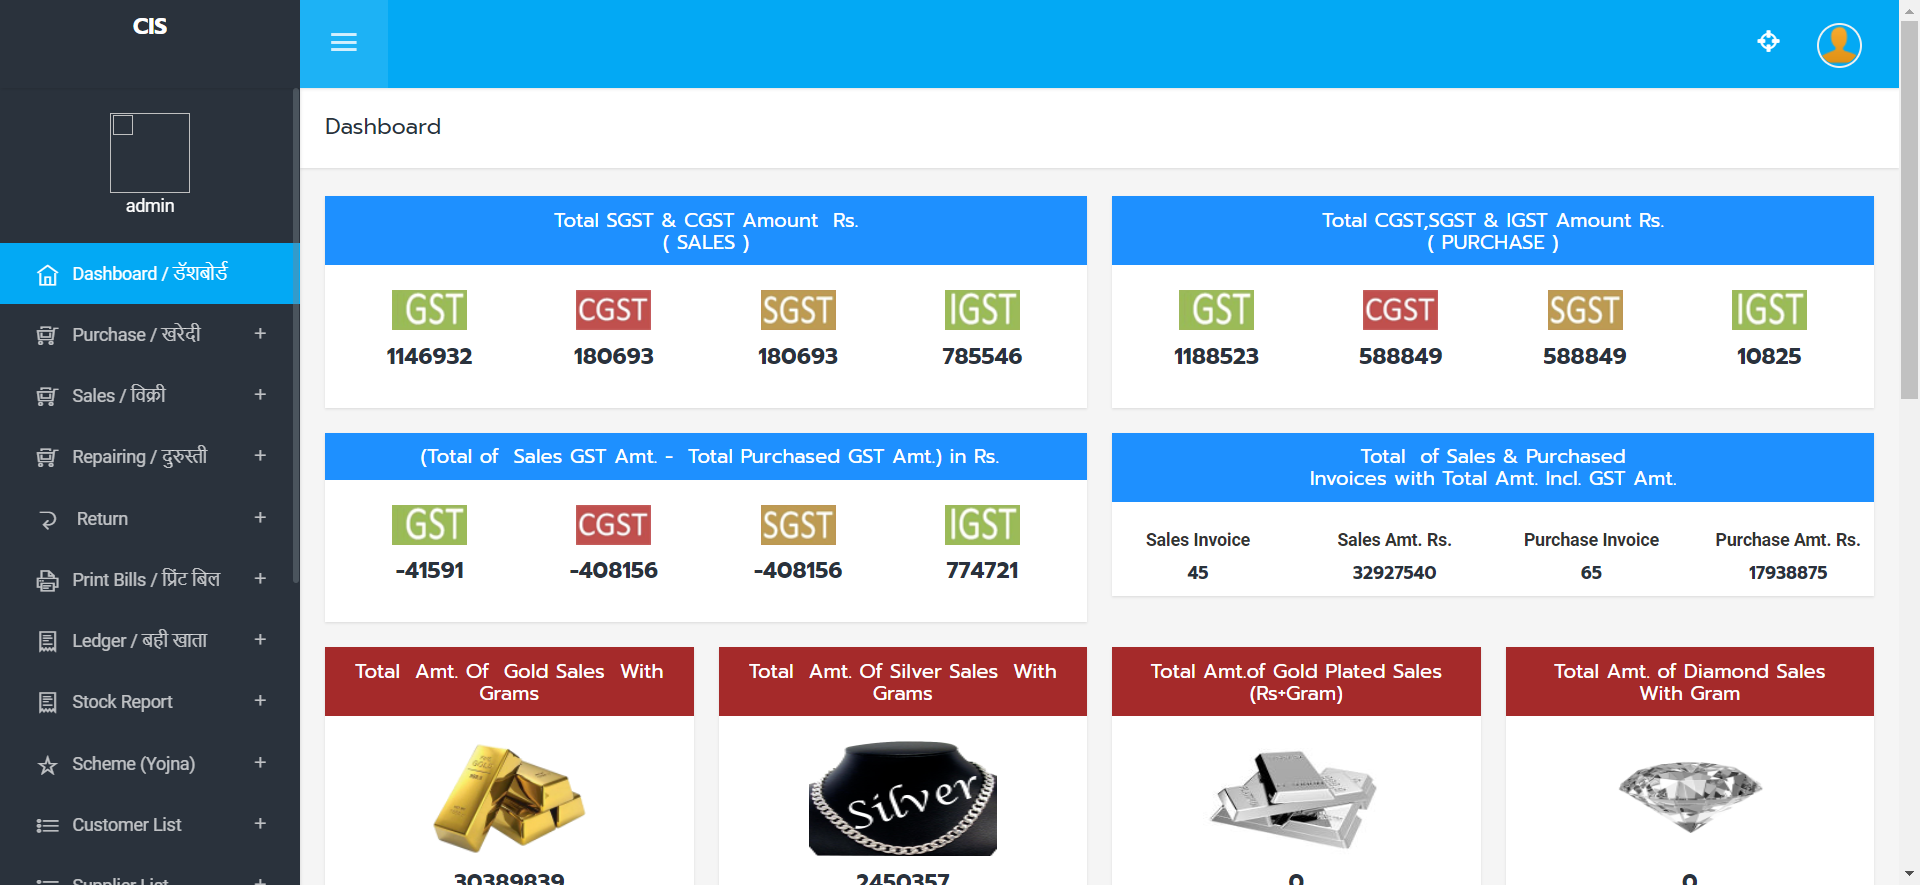 CIS
admin
Dashboard / डॅशबोर्ड
Purchase / खरेदी +
Sales / विक्री +
Repairing / दुरुस्ती +
Return +
Print Bills / प्रिंट बिल +
Ledger / बही खाता +
Stock Report +
Scheme (Yojna) +
Customer List +
Supplier List +
Dashboard
Total SGST & CGST Amount Rs.
( SALES )
GST CGST SGST IGST
1146932 180693 180693 785546
Total CGST,SGST & IGST Amount Rs.
( PURCHASE )
GST CGST SGST IGST
1188523 588849 588849 10825
(Total of Sales GST Amt. - Total Purchased GST Amt.) in Rs.
GST CGST SGST IGST
-41591 -408156 -408156 774721
Total of Sales & Purchased
Invoices with Total Amt. Incl. GST Amt.
Sales Invoice Sales Amt. Rs. Purchase Invoice Purchase Amt. Rs.
45 32927540 65 17938875
Total Amt. Of Gold Sales With
Grams
30389839
Total Amt. Of Silver Sales With
Grams
Silver
2450357
Total Amt.of Gold Plated Sales
(Rs+Gram)
0
Total Amt. of Diamond Sales
With Gram
0